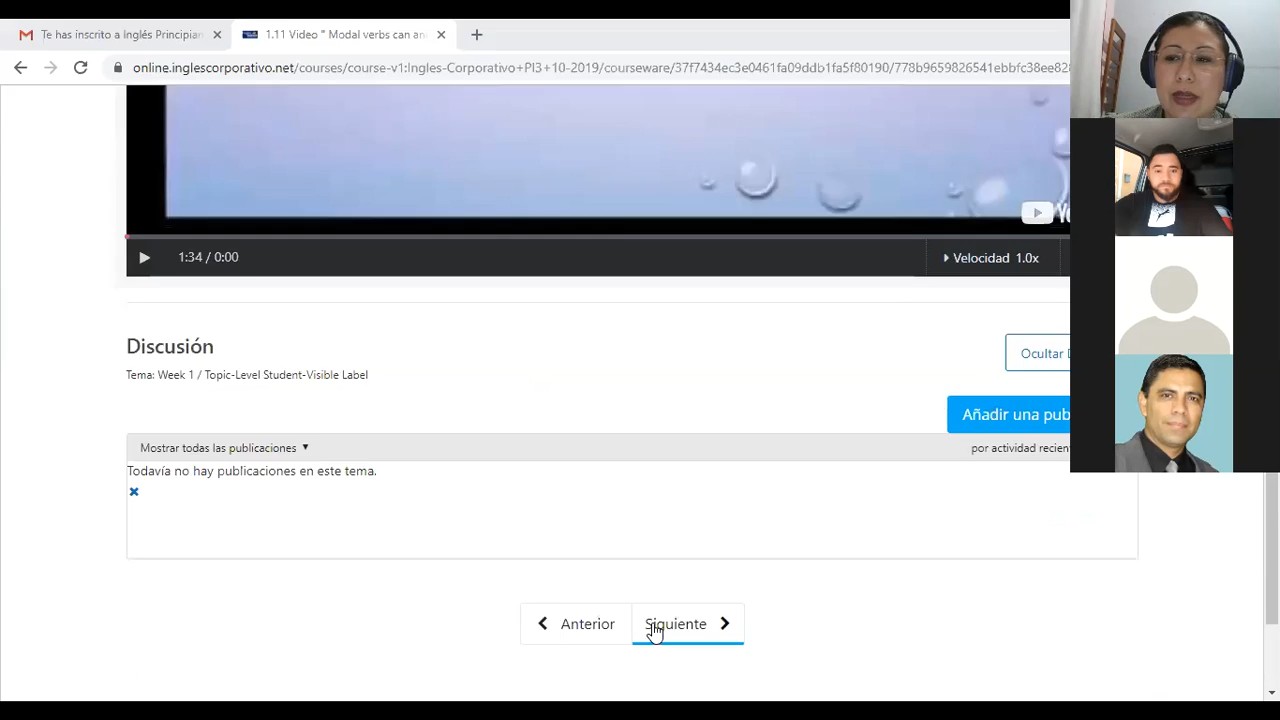 Te has inscrito a Inglés Principian
1.11 Video " Modal verbs can an
online.inglescorporativo.net/courses/course-v1:Ingles-Corporativo+PI3+10-2019/courseware/37f7434ec3e0461fa09ddb1fa5f80190/778b9659826541ebbfc38ee828
1:34 / 0:00
Velocidad 1.0x
Discusión
Ocultar
Tema: Week 1 / Topic-Level Student-Visible Label
Añadir una pub
Mostrar todas las publicaciones
por actividad recien
Todavía no hay publicaciones en este tema.
Anterior
Siguiente